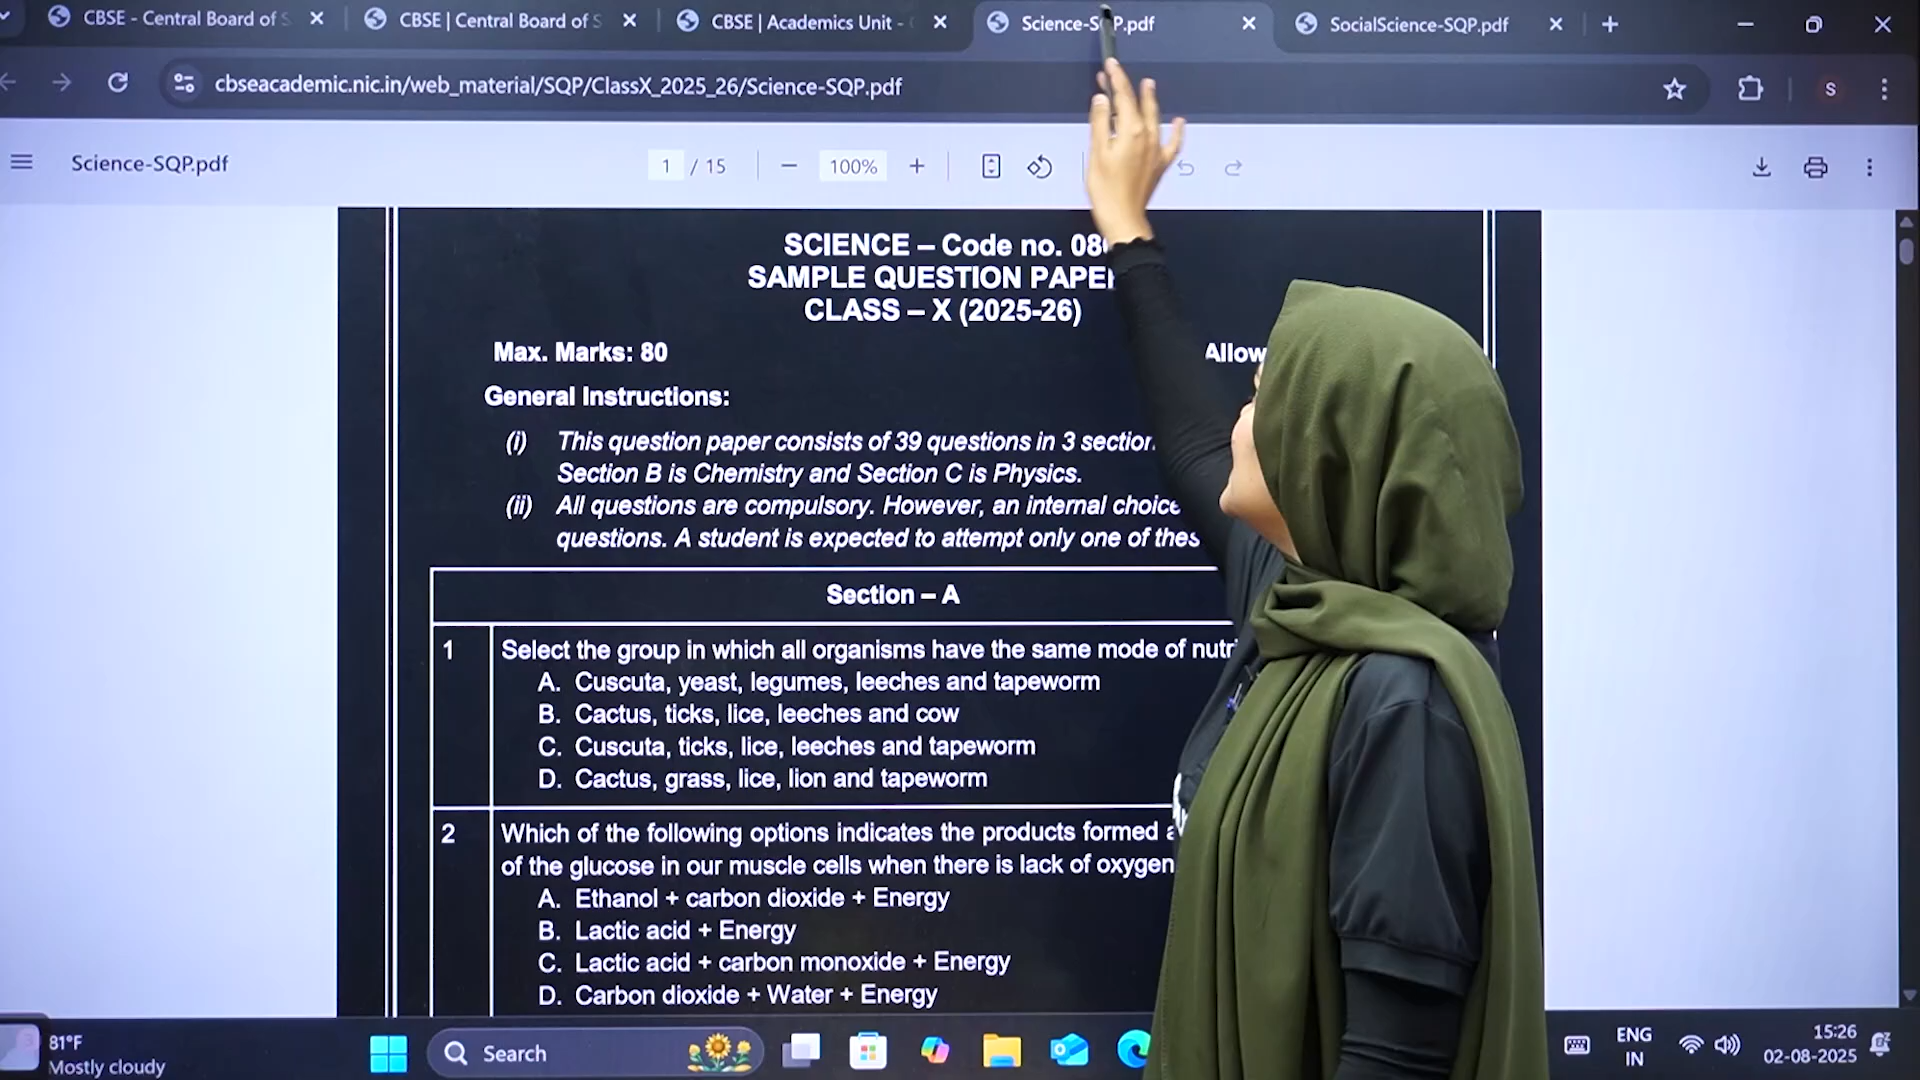 CBSE - Central Board of S
CBSE | Central Board of S
CBSE | Academics Unit -
Science-SQP.pdf
SocialScience-SQP.pdf
cbseacademic.nic.in/web_material/SQP/ClassX_2025_26/Science-SQP.pdf
S
Science-SQP.pdf
1 / 15
100%
SCIENCE – Code no. 08
SAMPLE QUESTION PAPE
CLASS – X (2025-26)
Max. Marks: 80
Allow
General Instructions:
(i) This question paper consists of 39 questions in 3 section
Section B is Chemistry and Section C is Physics.
(ii) All questions are compulsory. However, an internal choice
questions. A student is expected to attempt only one of thes
Section – A
1 Select the group in which all organisms have the same mode of nutri
A. Cuscuta, yeast, legumes, leeches and tapeworm
B. Cactus, ticks, lice, leeches and cow
C. Cuscuta, ticks, lice, leeches and tapeworm
D. Cactus, grass, lice, lion and tapeworm
2 Which of the following options indicates the products formed a
of the glucose in our muscle cells when there is lack of oxygen
A. Ethanol + carbon dioxide + Energy
B. Lactic acid + Energy
C. Lactic acid + carbon monoxide + Energy
D. Carbon dioxide + Water + Energy
81°F
Mostly cloudy
Search
ENG
IN
15:26
02-08-2025